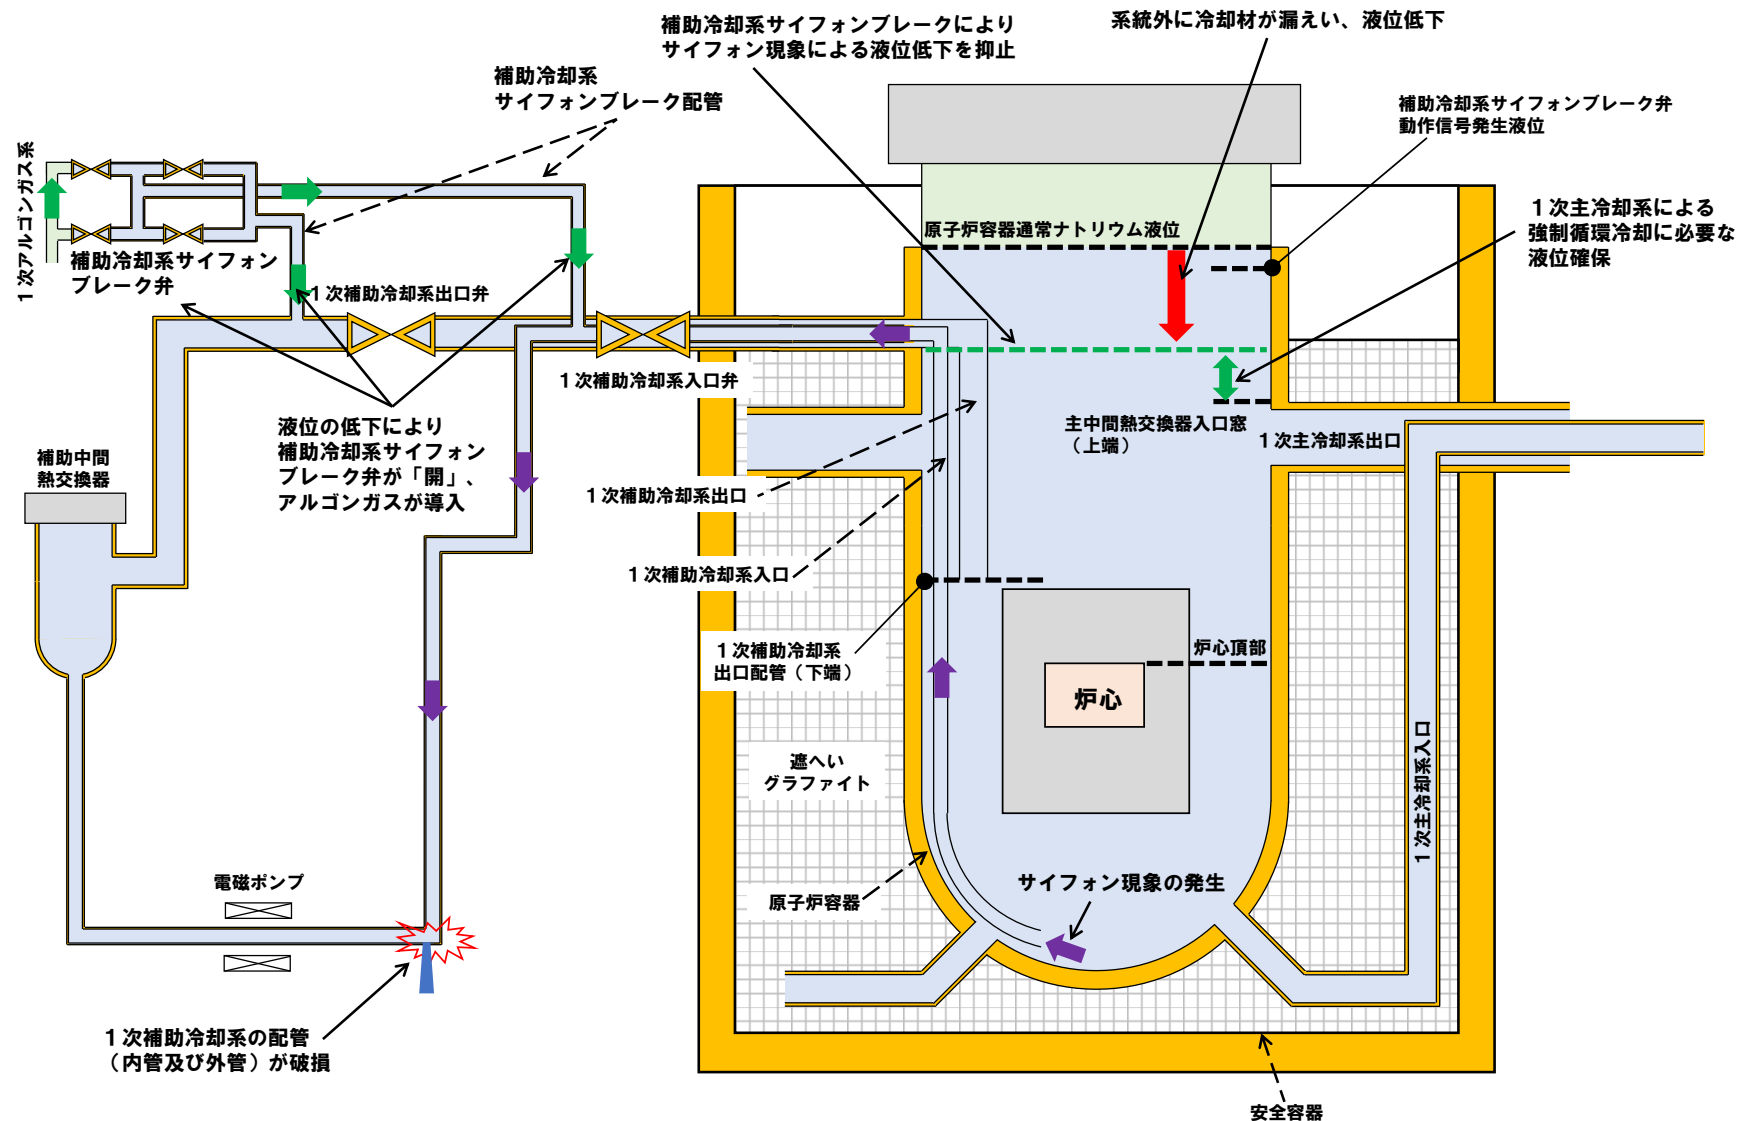 補助冷却系サイフォンブレークにより
サイフォン現象による液位低下を抑止
系統外に冷却材が漏えい、液位低下
補助冷却系
サイフォンブレーク配管
補助冷却系サイフォンブレーク弁
動作信号発生液位
１次アルゴンガス系
１次主冷却系による
強制循環冷却に必要な
液位確保
原子炉容器通常ナトリウム液位
補助冷却系サイフォン
ブレーク弁
１次補助冷却系出口弁
１次補助冷却系入口弁
液位の低下により
補助冷却系サイフォン
ブレーク弁が「開」、
アルゴンガスが導入
主中間熱交換器入口窓
（上端）
１次主冷却系出口
補助中間
熱交換器
１次補助冷却系出口
１次補助冷却系入口
１次補助冷却系
出口配管（下端）
炉心頂部
炉心
遮へい
グラファイト
１次主冷却系入口
電磁ポンプ
原子炉容器
サイフォン現象の発生
１次補助冷却系の配管
（内管及び外管）が破損
安全容器